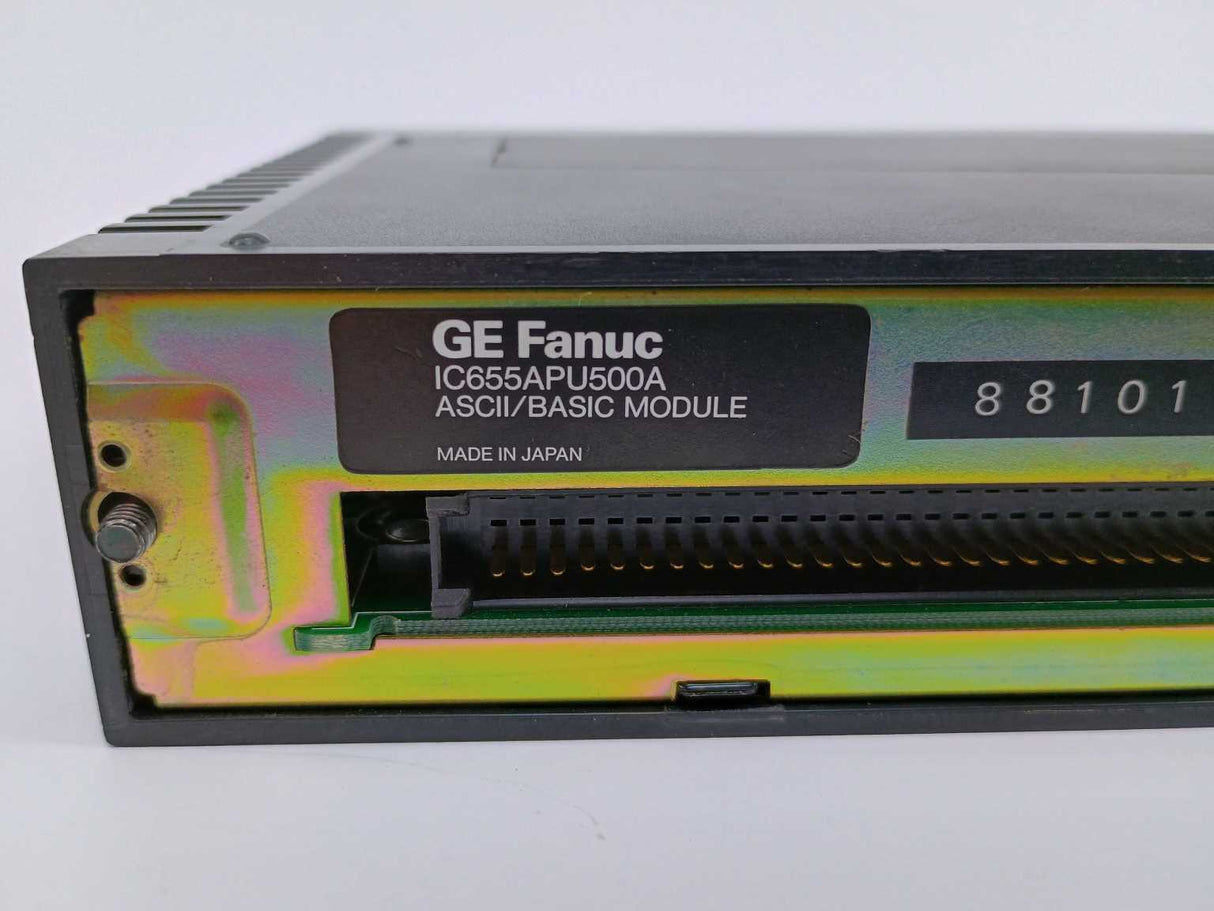 GE Fanuc
IC655APU500A
ASCII/BASIC MODULE
MADE IN JAPAN
88101